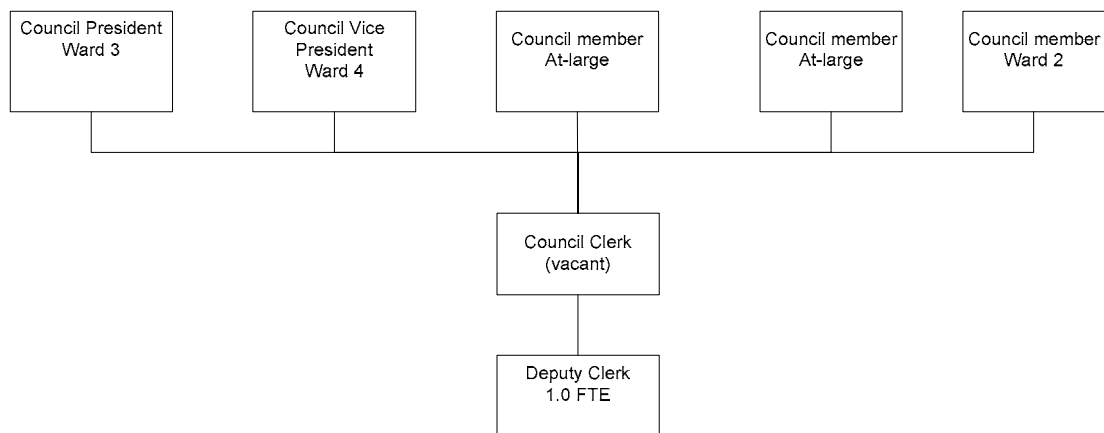 Council President
Ward 3
Council Vice
President
Ward 4
Council member
At-large
Council member
At-large
Council member
Ward 2
Council Clerk
(vacant)
Deputy Clerk
1.0 FTE